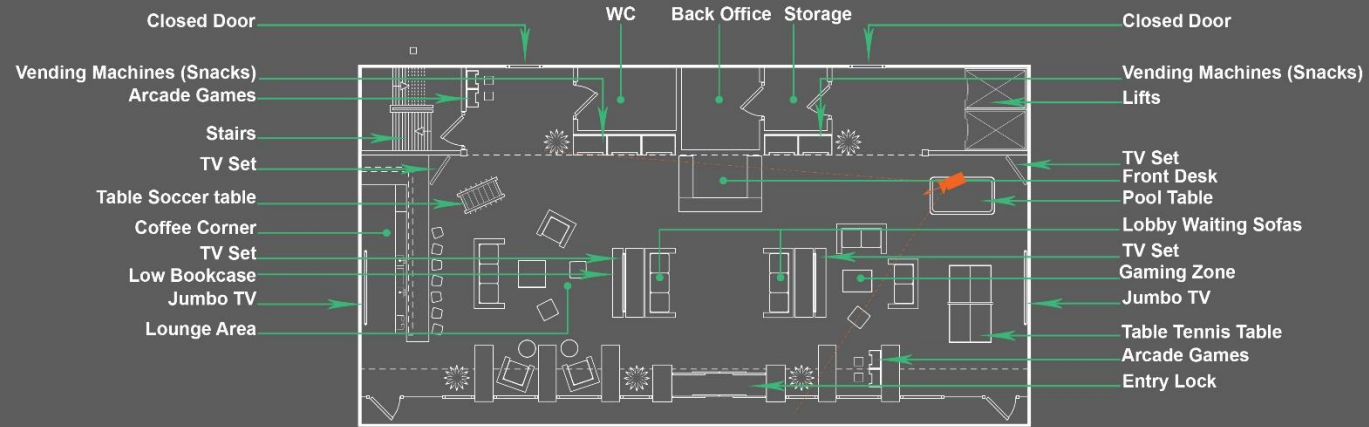 Closed Door
WC
Back Office
Storage
Closed Door
Vending Machines (Snacks)
Arcade Games
Stairs
TV Set
Table Soccer table
Coffee Corner
TV Set
Low Bookcase
Jumbo TV
Lounge Area
Vending Machines (Snacks)
Lifts
TV Set
Front Desk
Pool Table
Lobby Waiting Sofas
TV Set
Gaming Zone
Jumbo TV
Table Tennis Table
Arcade Games
Entry Lock